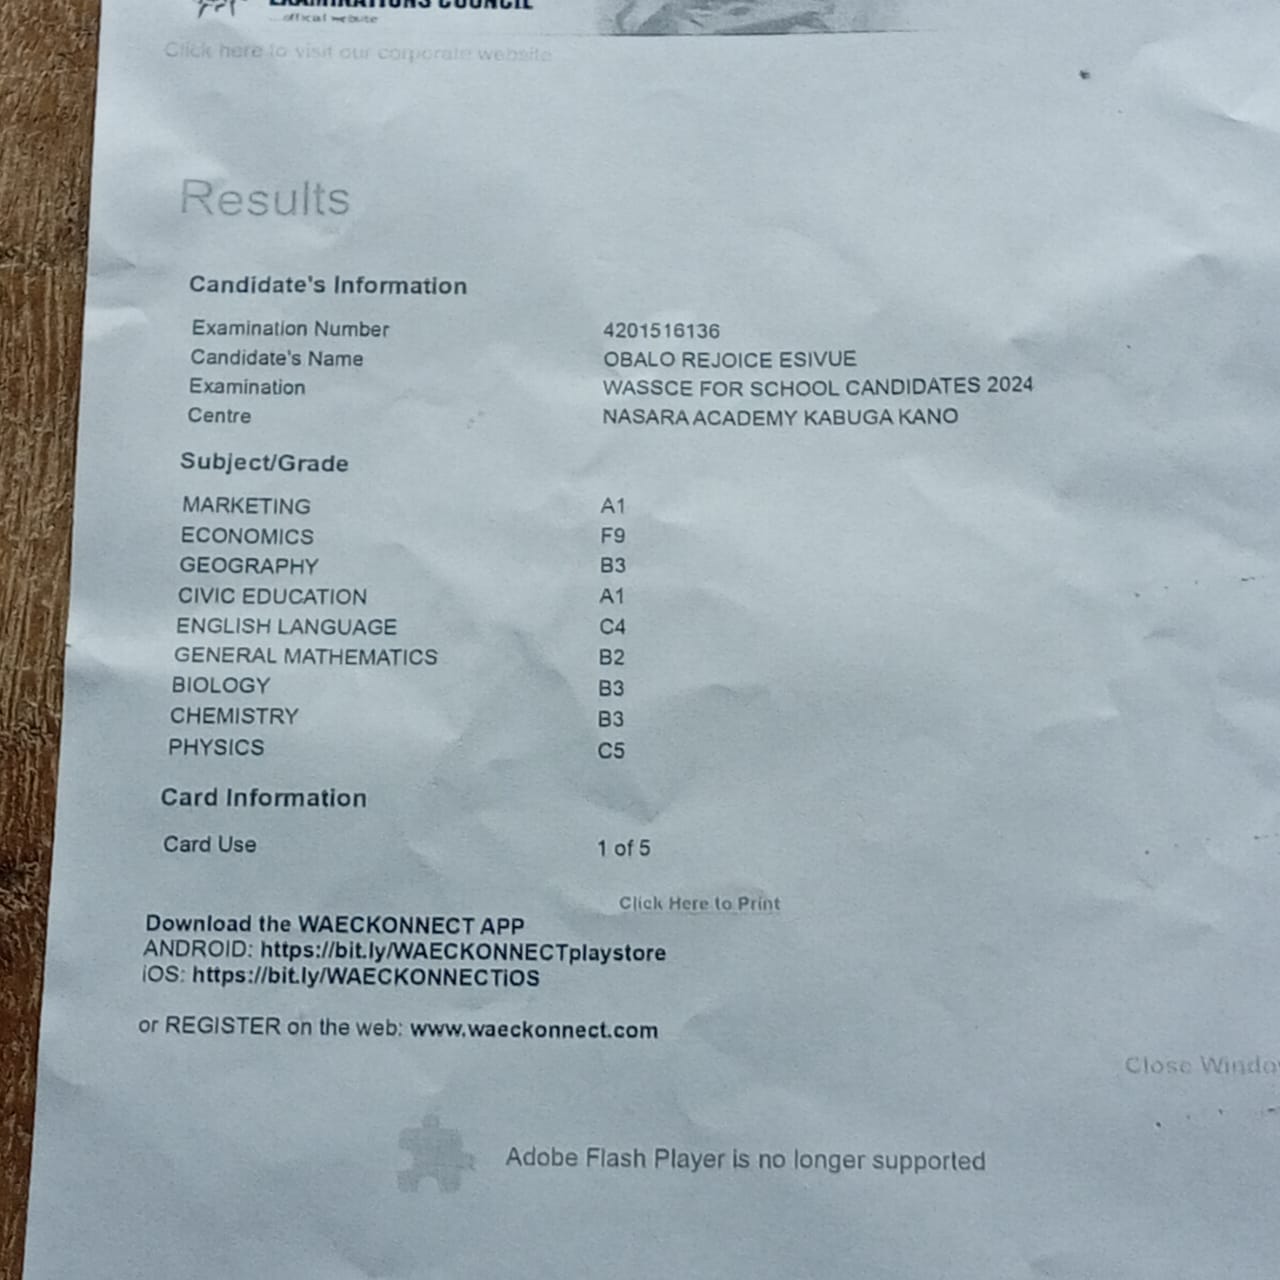 EXAMINATIONS COUNCIL
...offical website
Click here to visit our corporate website
Results
Candidate's Information
Examination Number 4201516136
Candidate's Name OBALO REJOICE ESIVUE
Examination WASSCE FOR SCHOOL CANDIDATES 2024
Centre NASARA ACADEMY KABUGA KANO
Subject/Grade
MARKETING A1
ECONOMICS F9
GEOGRAPHY B3
CIVIC EDUCATION A1
ENGLISH LANGUAGE C4
GENERAL MATHEMATICS B2
BIOLOGY B3
CHEMISTRY B3
PHYSICS C5
Card Information
Card Use 1 of 5
Click Here to Print
Download the WAECKONNECT APP
ANDROID: https://bit.ly/WAECKONNECTplaystore
iOS: https://bit.ly/WAECKONNECTiOS
or REGISTER on the web: www.waeckonnect.com
Close Windo
Adobe Flash Player is no longer supported